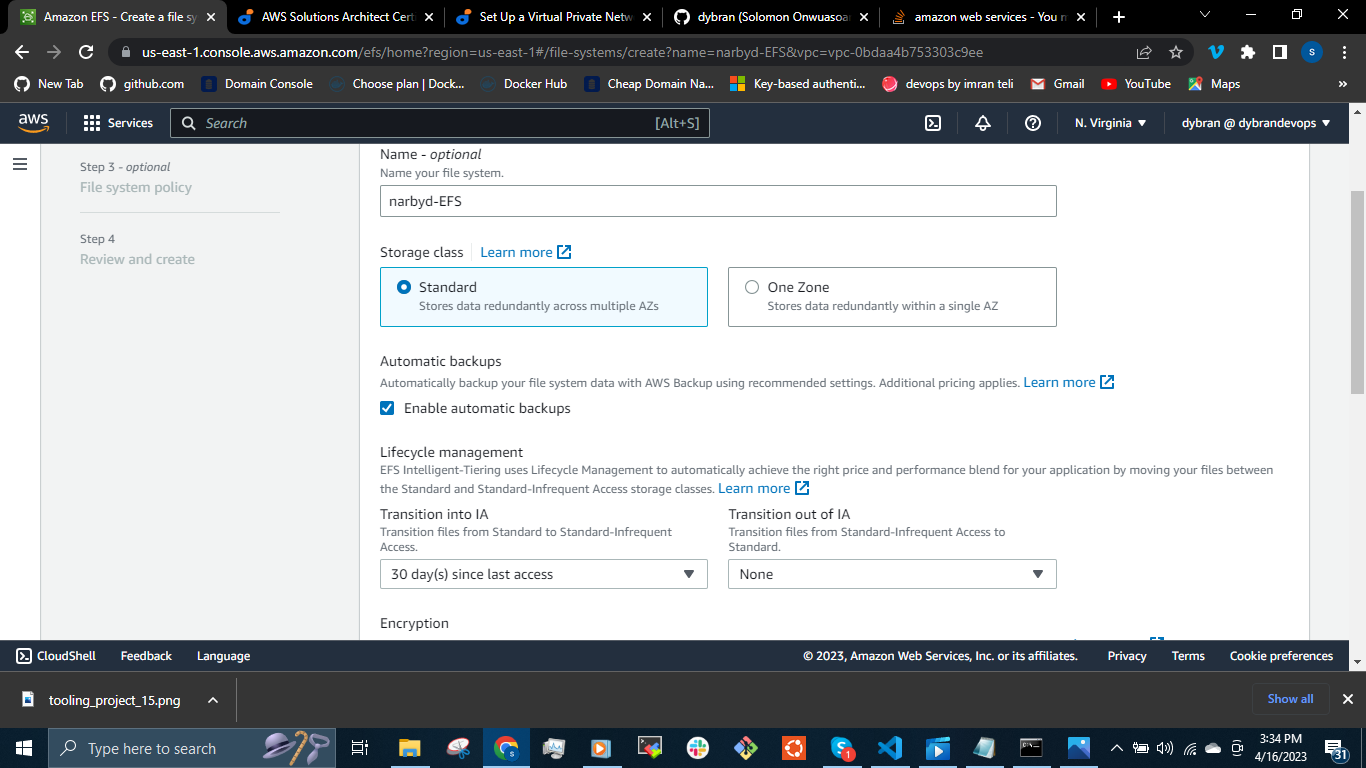 Amazon EFS - Create a file sy
AWS Solutions Architect Cert
Set Up a Virtual Private Netw
dybran (Solomon Onwuasoa
amazon web services - You n
us-east-1.console.aws.amazon.com/efs/home?region=us-east-1#/file-systems/create?name=narbyd-EFS&vpc=vpc-0bdaa4b753303c9ee
S
New Tab
github.com
Domain Console
Choose plan | Dock...
Docker Hub
Cheap Domain Na...
Key-based authenti...
devops by imran teli
Gmail
YouTube
Maps
»
aws
Services
Search
[Alt+S]
N. Virginia
dybran @ dybrandevops
Step 3 - optional
File system policy
Step 4
Review and create
Name - optional
Name your file system.
narbyd-EFS
Storage class
Learn more
Standard
Stores data redundantly across multiple AZs
One Zone
Stores data redundantly within a single AZ
Automatic backups
Automatically backup your file system data with AWS Backup using recommended settings. Additional pricing applies. Learn more
Enable automatic backups
Lifecycle management
EFS Intelligent-Tiering uses Lifecycle Management to automatically achieve the right price and performance blend for your application by moving your files between
the Standard and Standard-Infrequent Access storage classes. Learn more
Transition into IA
Transition files from Standard to Standard-Infrequent
Access.
30 day(s) since last access
Transition out of IA
Transition files from Standard-Infrequent Access to
Standard.
None
Encryption
CloudShell
Feedback
Language
© 2023, Amazon Web Services, Inc. or its affiliates.
Privacy
Terms
Cookie preferences
tooling_project_15.png
Show all
Type here to search
1
3:34 PM
4/16/2023
31